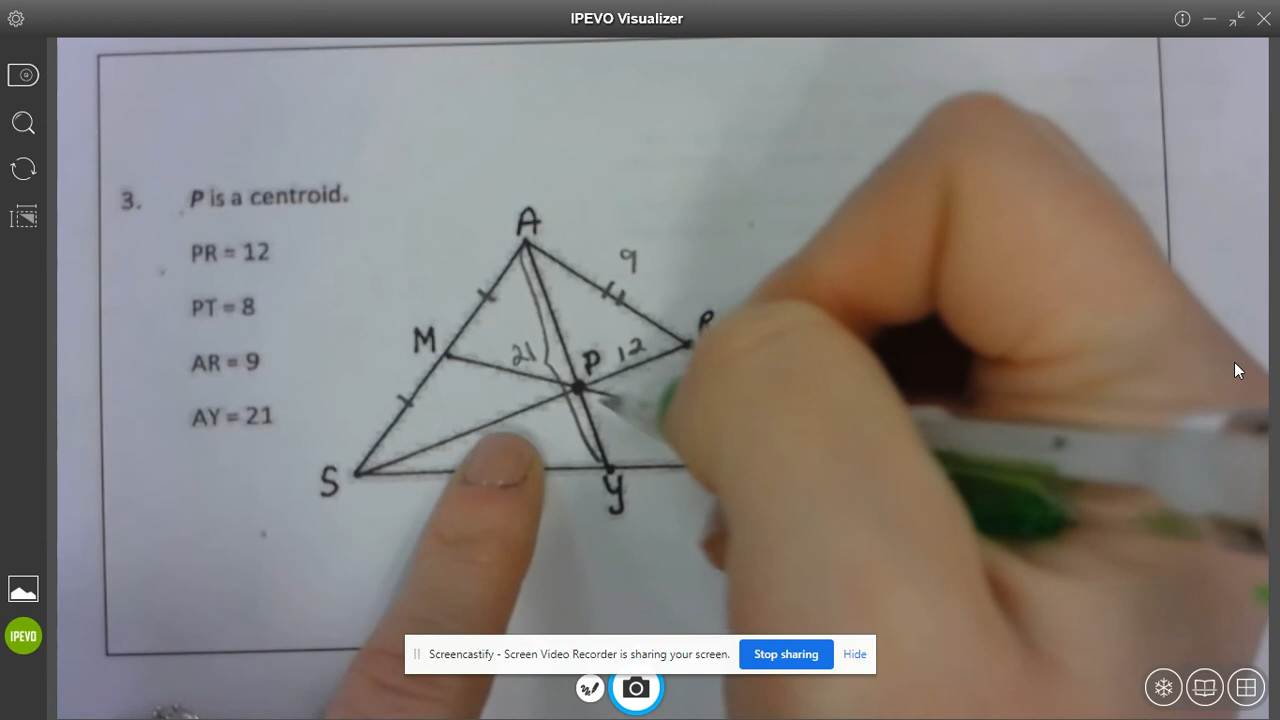 IPEVO Visualizer
3. P is a centroid.
PR = 12
PT = 8
AR = 9
AY = 21
A
9
M
21
P
12
S
Y
Screencastify - Screen Video Recorder is sharing your screen.
Stop sharing
Hide
IPEVO